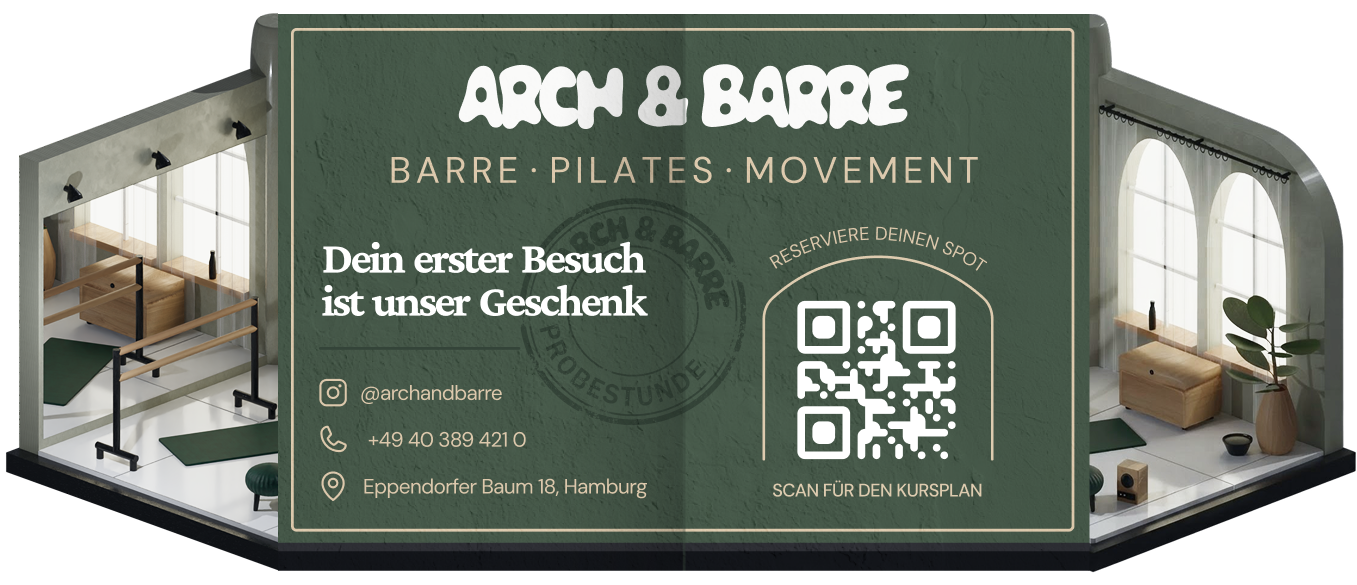 ARCH & BARRE
BARRE · PILATES · MOVEMENT
ARCH & BARRE
PROBESTUNDE
Dein erster Besuch
ist unser Geschenk
@archandbarre
+49 40 389 421 0
Eppendorfer Baum 18, Hamburg
RESERVIERE DEINEN SPOT
SCAN FÜR DEN KURSPLAN